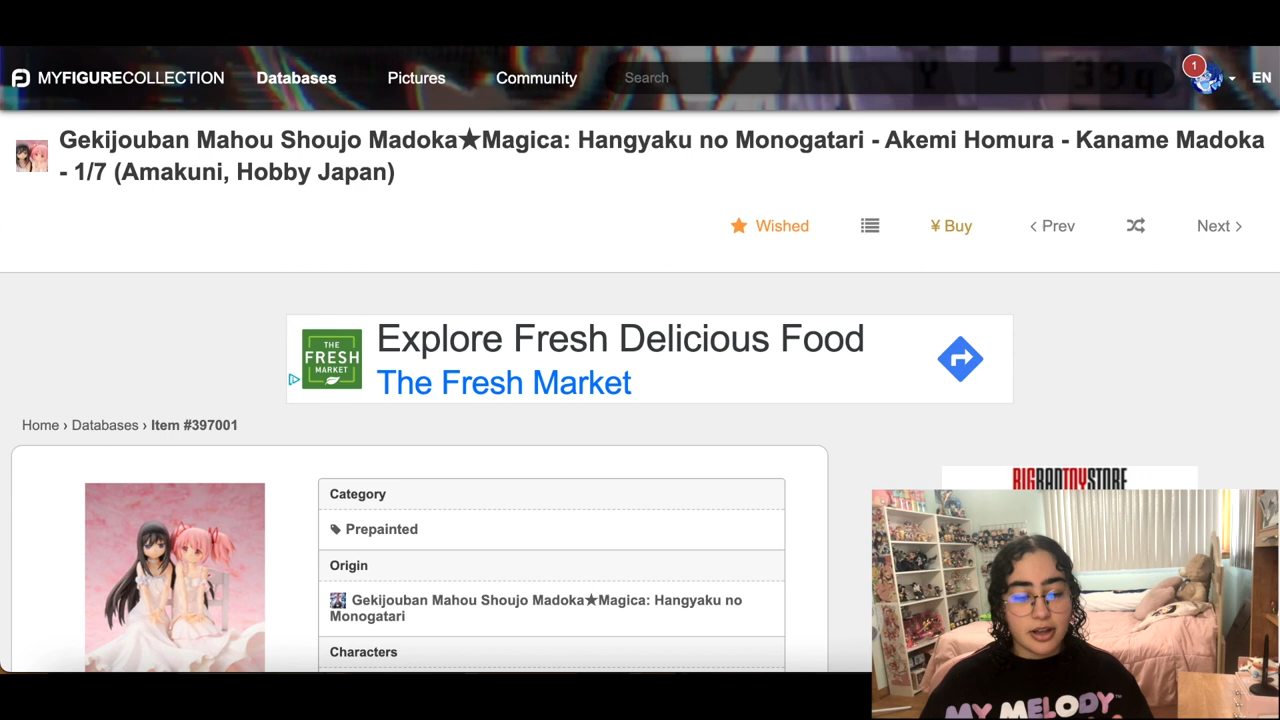 MYFIGURECOLLECTION Databases Pictures Community Search 1 EN
Gekijouban Mahou Shoujo Madoka★Magica: Hangyaku no Monogatari - Akemi Homura - Kaname Madoka
- 1/7 (Amakuni, Hobby Japan)
Wished ¥ Buy < Prev Next >
THE
FRESH
MARKET
Explore Fresh Delicious Food
The Fresh Market
Home › Databases › Item #397001
BIGBADTOYSTORE
Category
Prepainted
Origin
Gekijouban Mahou Shoujo Madoka★Magica: Hangyaku no
Monogatari
Characters
MY MELODY™